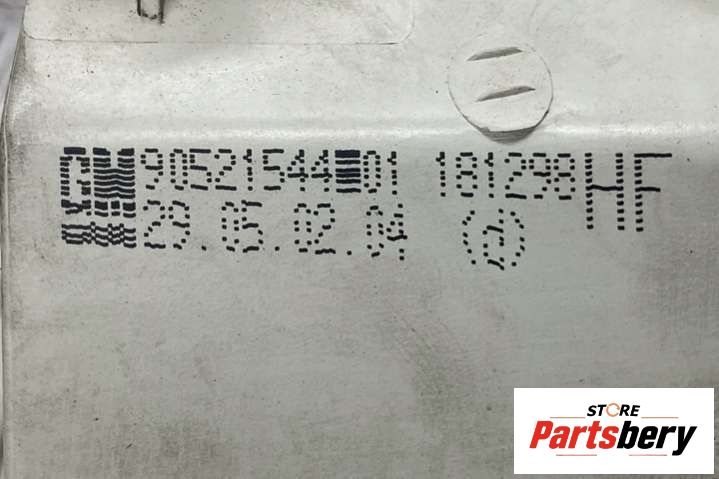 GM 90521544 01 181298 HF
29.05.02.04 (d)
STORE
Partsbery